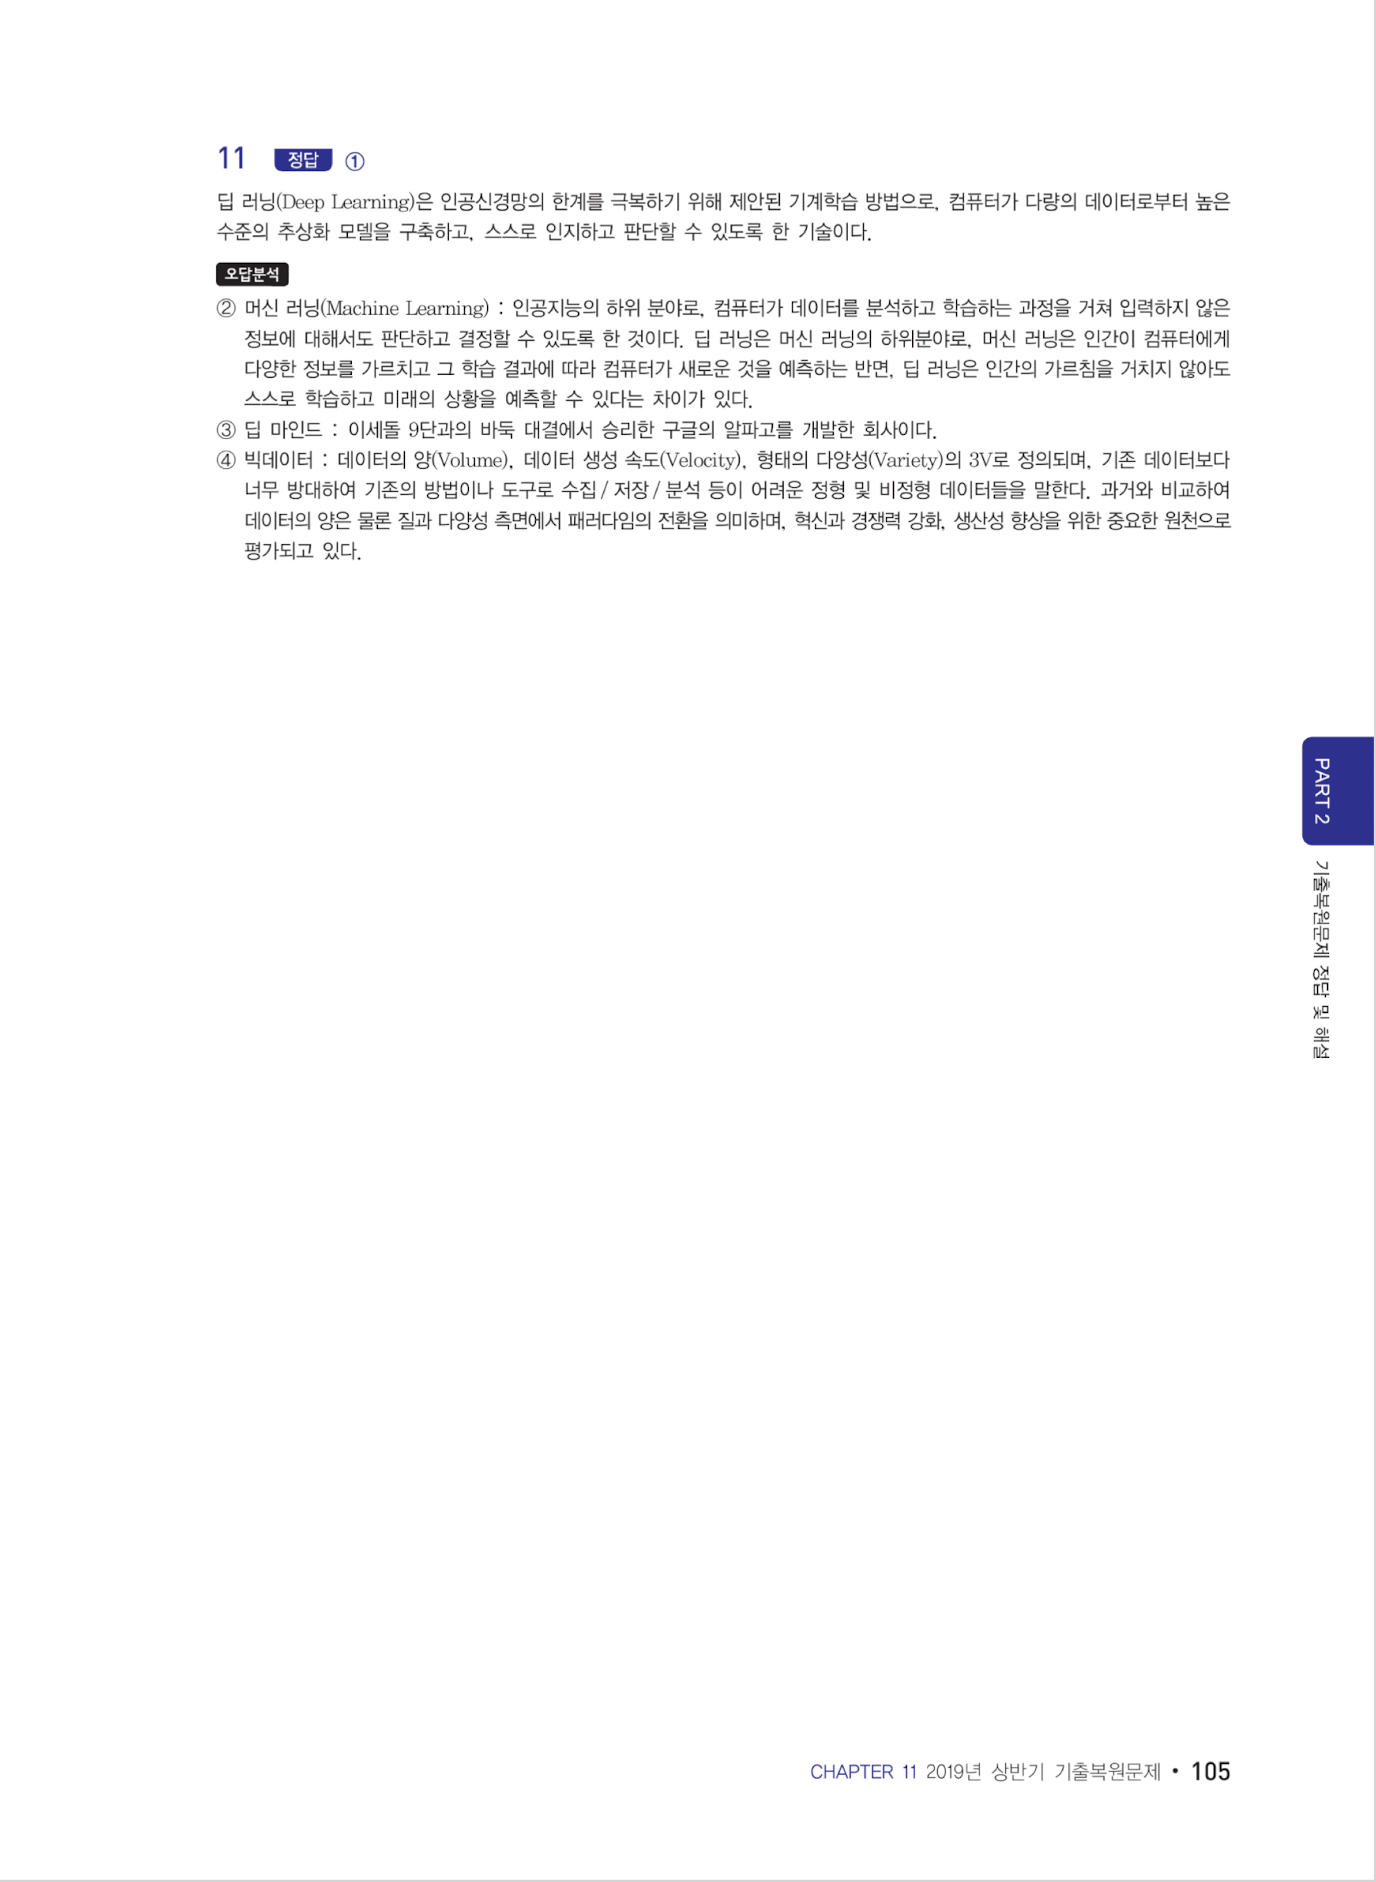 11 정답 ①
딥 러닝(Deep Learning)은 인공신경망의 한계를 극복하기 위해 제안된 기계학습 방법으로, 컴퓨터가 다량의 데이터로부터 높은
수준의 추상화 모델을 구축하고, 스스로 인지하고 판단할 수 있도록 한 기술이다.
오답분석
② 머신 러닝(Machine Learning) : 인공지능의 하위 분야로, 컴퓨터가 데이터를 분석하고 학습하는 과정을 거쳐 입력하지 않은
정보에 대해서도 판단하고 결정할 수 있도록 한 것이다. 딥 러닝은 머신 러닝의 하위분야로, 머신 러닝은 인간이 컴퓨터에게
다양한 정보를 가르치고 그 학습 결과에 따라 컴퓨터가 새로운 것을 예측하는 반면, 딥 러닝은 인간의 가르침을 거치지 않아도
스스로 학습하고 미래의 상황을 예측할 수 있다는 차이가 있다.
③ 딥 마인드 : 이세돌 9단과의 바둑 대결에서 승리한 구글의 알파고를 개발한 회사이다.
④ 빅데이터 : 데이터의 양(Volume), 데이터 생성 속도(Velocity), 형태의 다양성(Variety)의 3V로 정의되며, 기존 데이터보다
너무 방대하여 기존의 방법이나 도구로 수집 / 저장 / 분석 등이 어려운 정형 및 비정형 데이터들을 말한다. 과거와 비교하여
데이터의 양은 물론 질과 다양성 측면에서 패러다임의 전환을 의미하며, 혁신과 경쟁력 강화, 생산성 향상을 위한 중요한 원천으로
평가되고 있다.
PART 2
기출복원문제 정답 및 해설
CHAPTER 11 2019년 상반기 기출복원문제 • 105